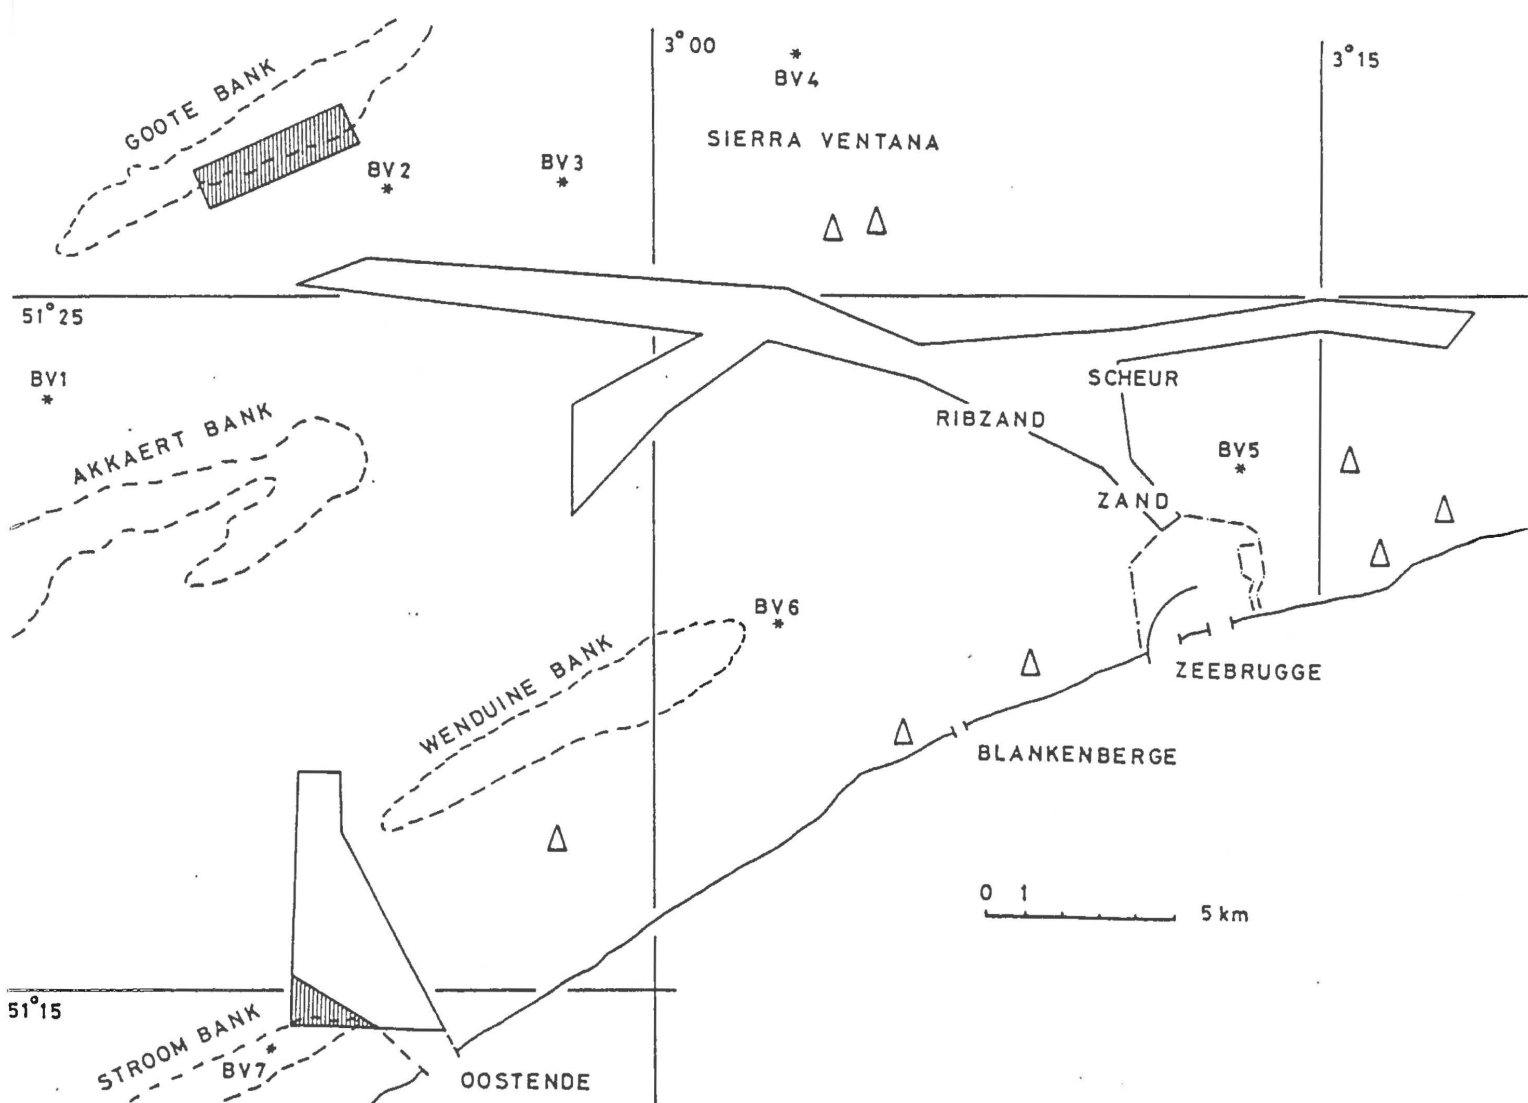 3°00
3°15
*
BV4
GOOTE BANK
SIERRA VENTANA
BV2
*
BV3
*
51°25
BV1
*
SCHEUR
AKKAERT BANK
RIBZAND
BV5
*
ZAND
BV6
*
WENDUINE BANK
ZEEBRUGGE
BLANKENBERGE
0 1 5 km
51°15
STROOM BANK
*
BV7
OOSTENDE